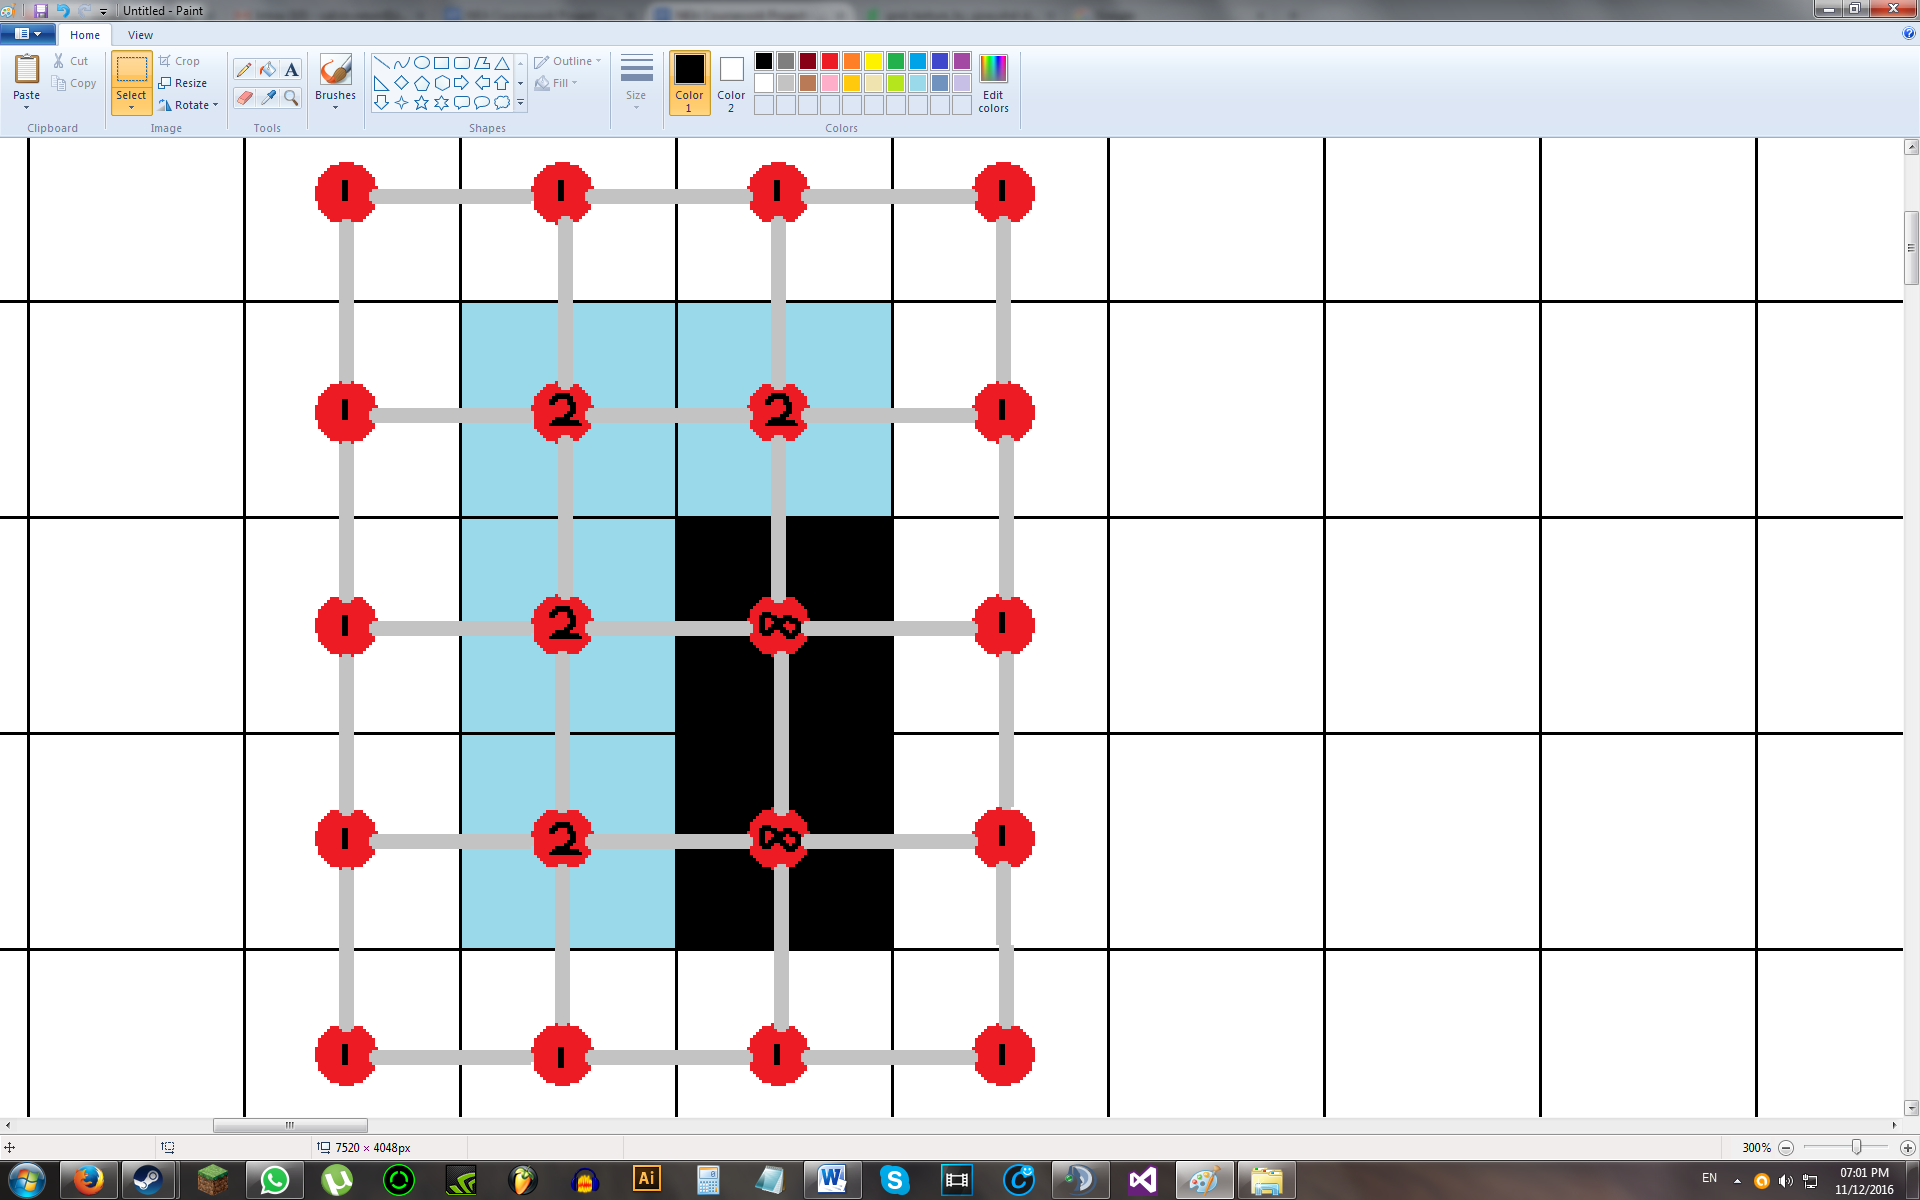 Untitled - Paint
Home View
Paste
Cut
Copy
Clipboard
Select
Crop
Resize
Rotate
Image
A
Tools
Brushes
Shapes
Outline
Fill
Size
Color 1
Color 2
Colors
Edit colors
1 1 1 1
1 2 2 1
1 2 ∞ 1
1 2 ∞ 1
1 1 1 1
7520 × 4048px
300%
Ai
W
S
EN
07:01 PM
11/12/2016